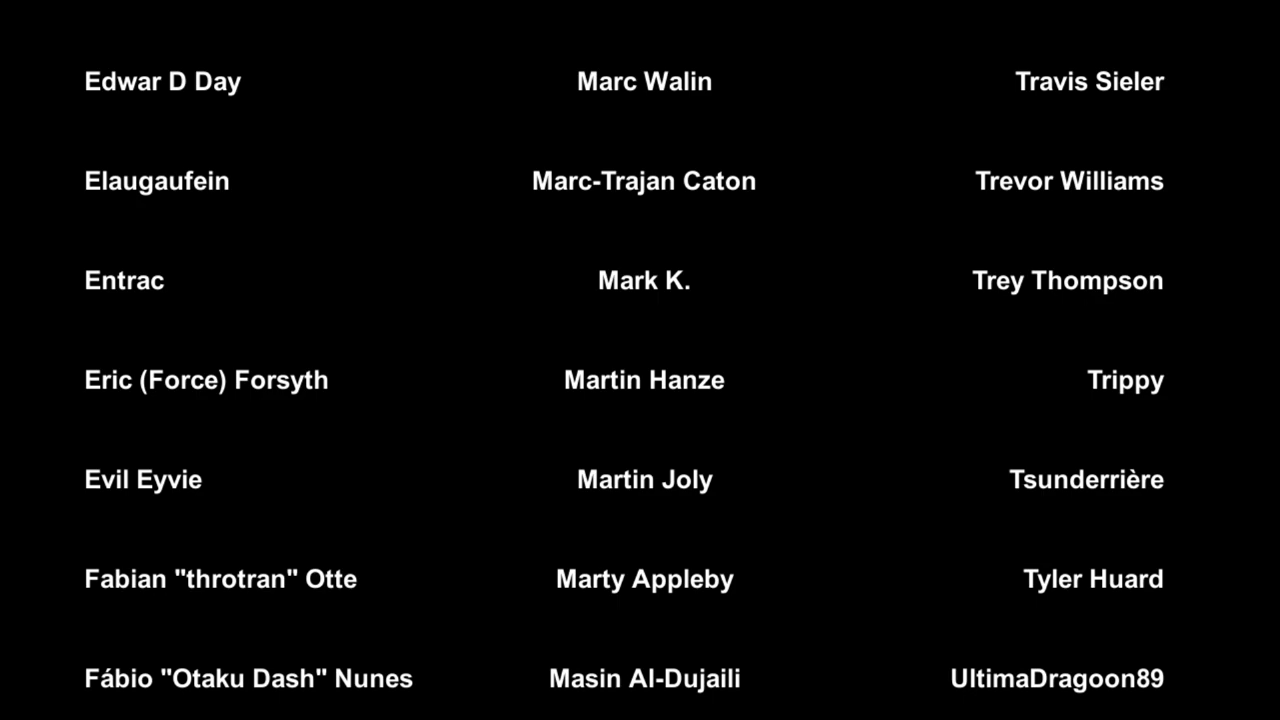 Edwar D Day Marc Walin Travis Sieler
Elaugaufein Marc-Trajan Caton Trevor Williams
Entrac Mark K. Trey Thompson
Eric (Force) Forsyth Martin Hanze Trippy
Evil Eyvie Martin Joly Tsunderrière
Fabian "throtran" Otte Marty Appleby Tyler Huard
Fábio "Otaku Dash" Nunes Masin Al-Dujaili UltimaDragoon89